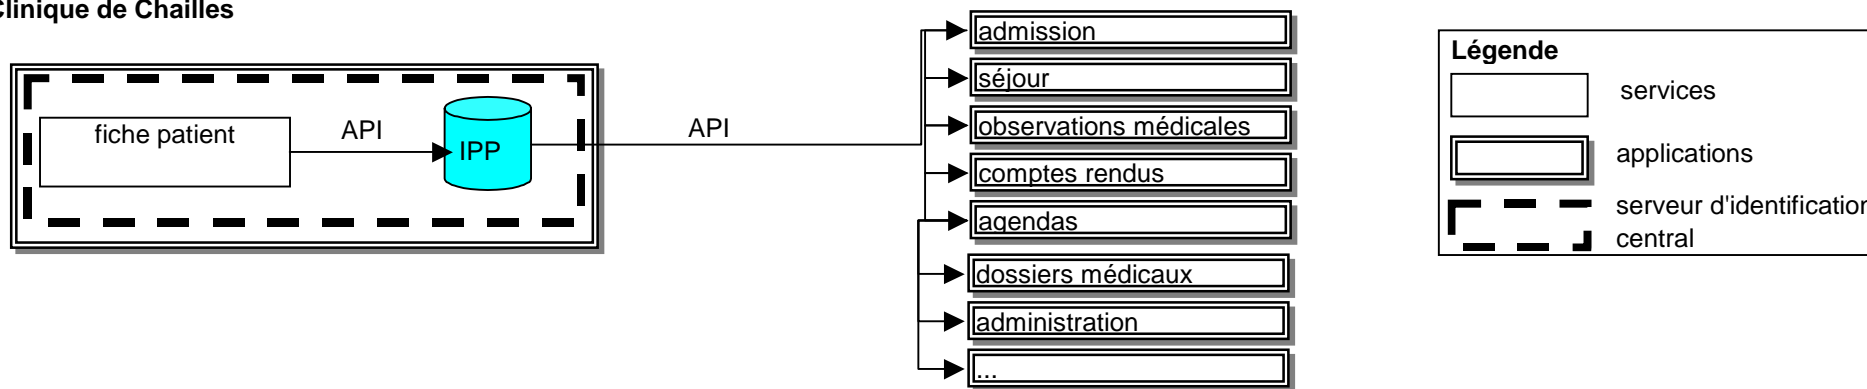 Clinique de Chailles
fiche patient
API
IPP
API
admission
séjour
observations médicales
comptes rendus
agendas
dossiers médicaux
administration
...
Légende
services
applications
serveur d'identification
central